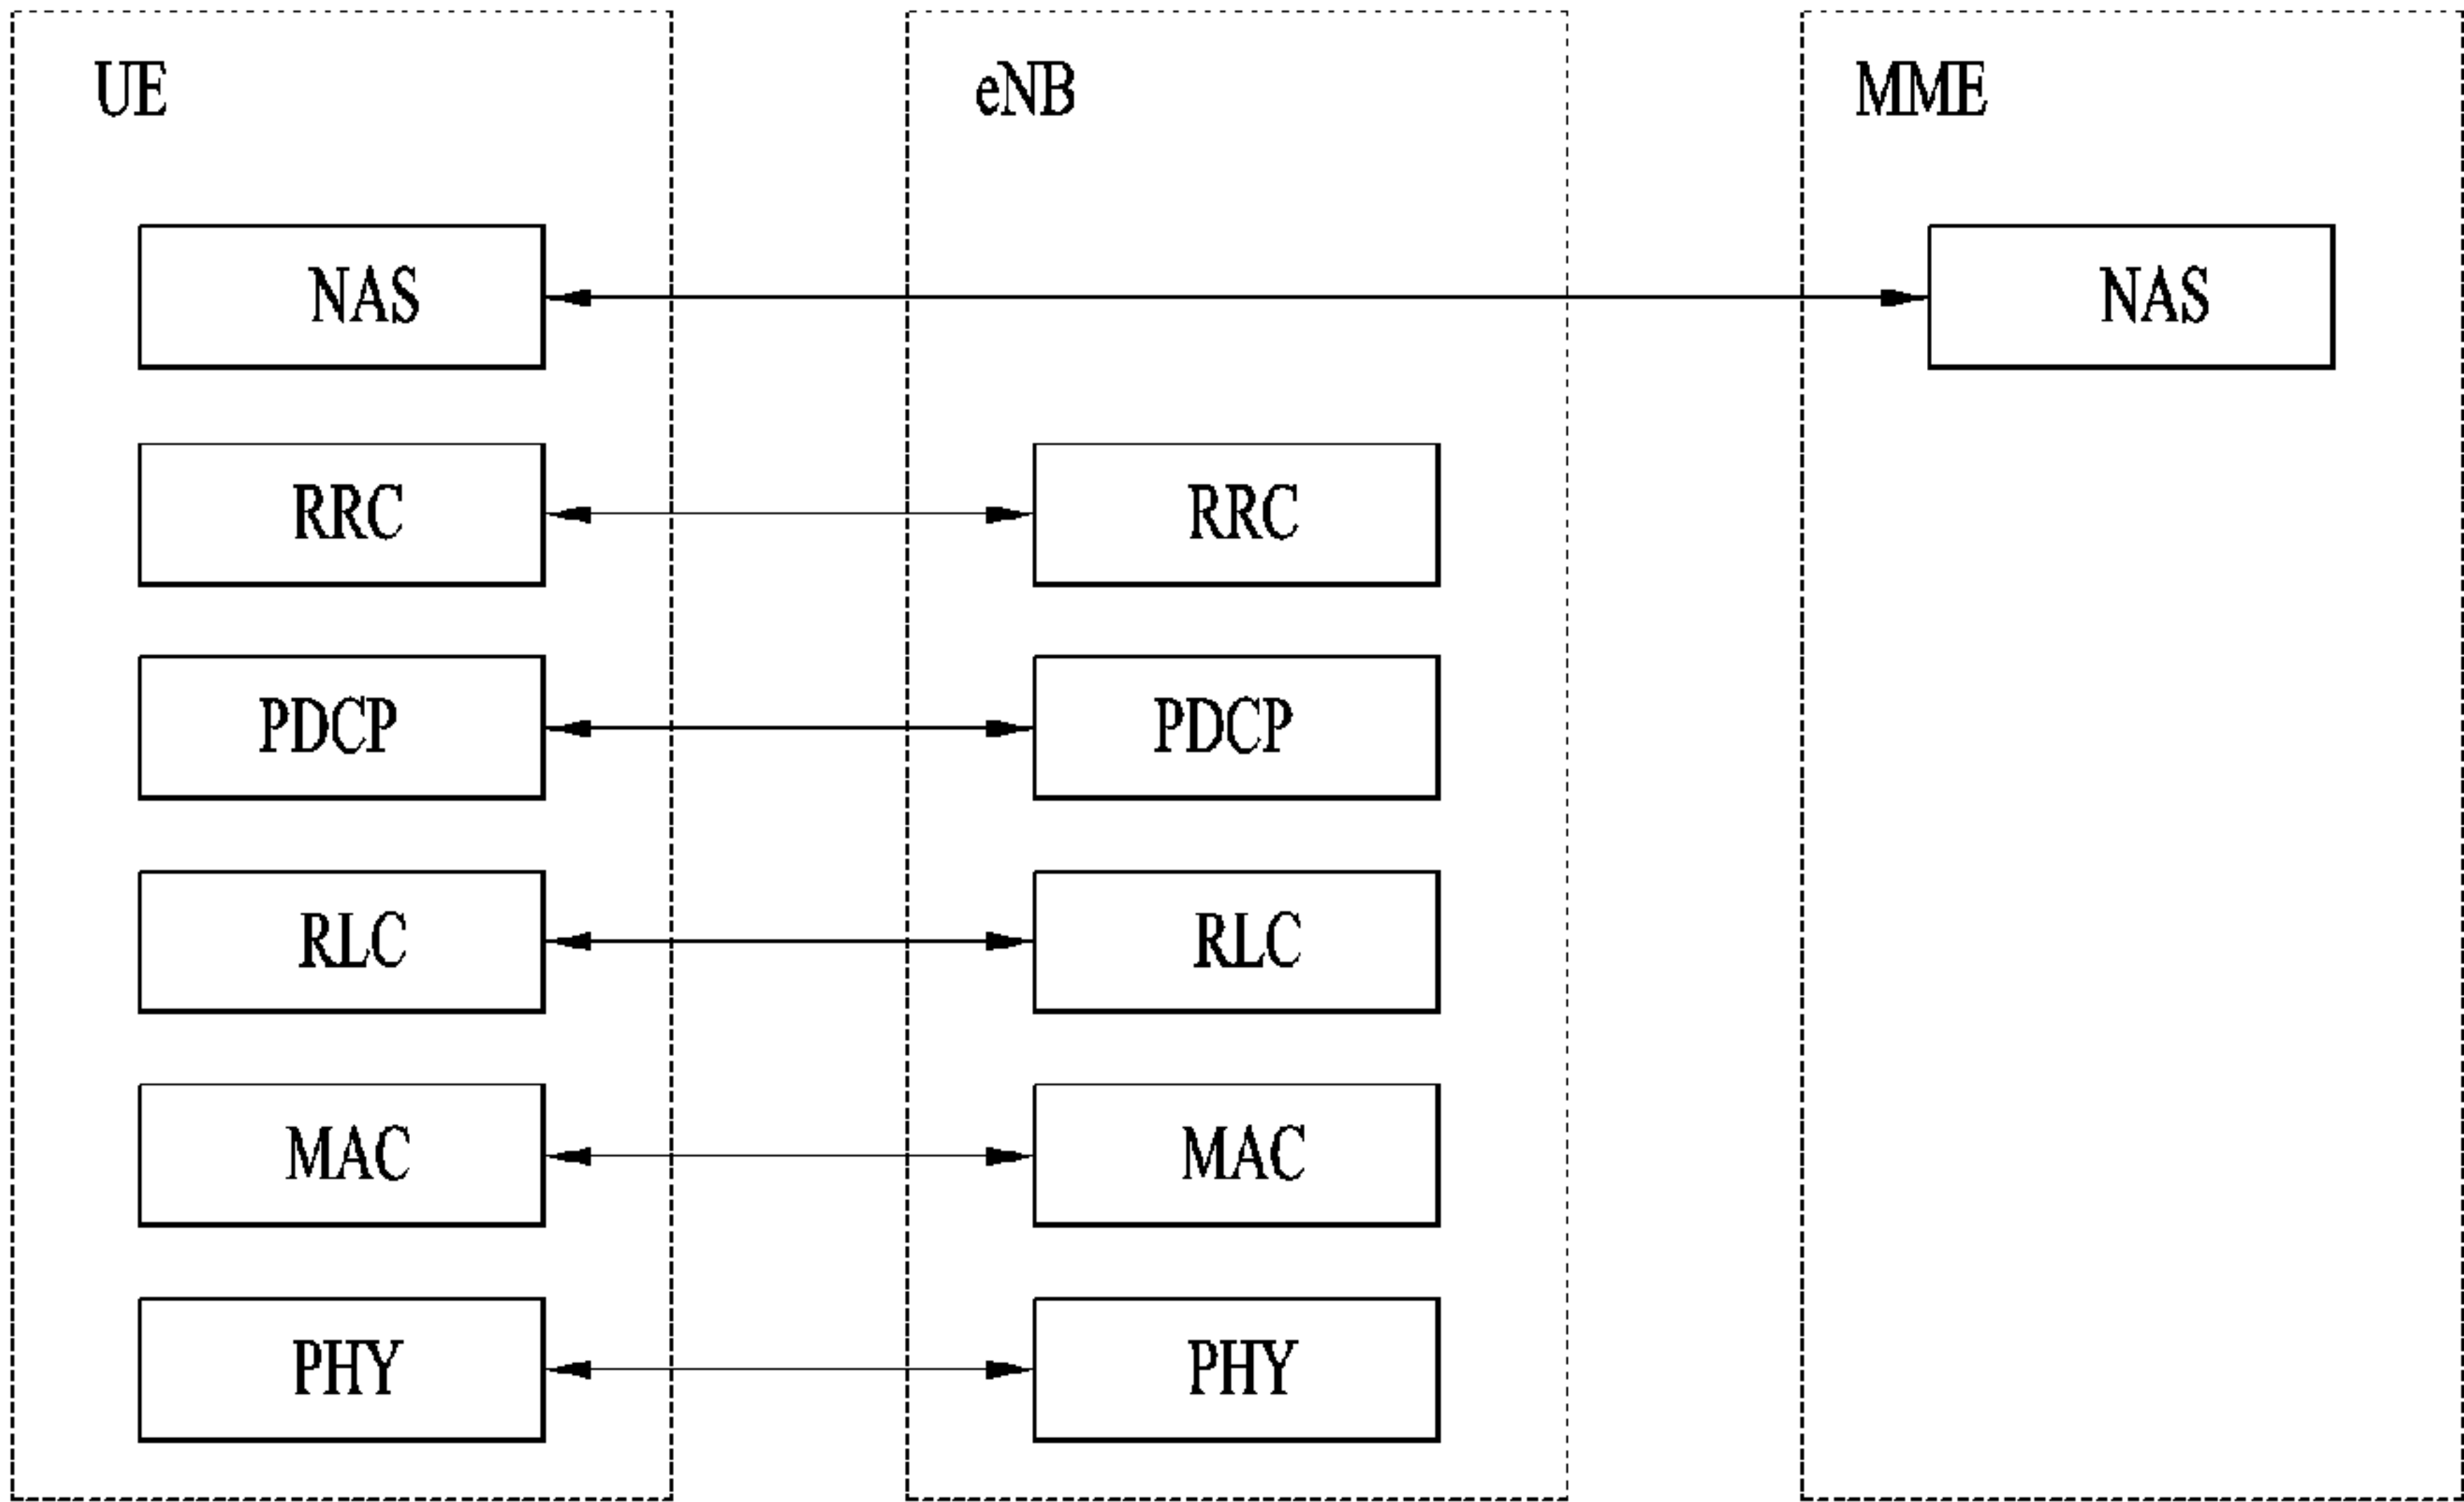 UE eNB MME
NAS NAS
RRC RRC
PDCP PDCP
RLC RLC
MAC MAC
PHY PHY